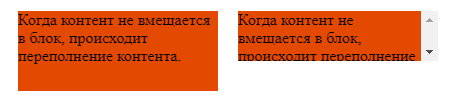 Когда контент не вмещается
в блок, происходит
переполнение контента.
Когда контент не
вмещается в блок,
происходит переполнение